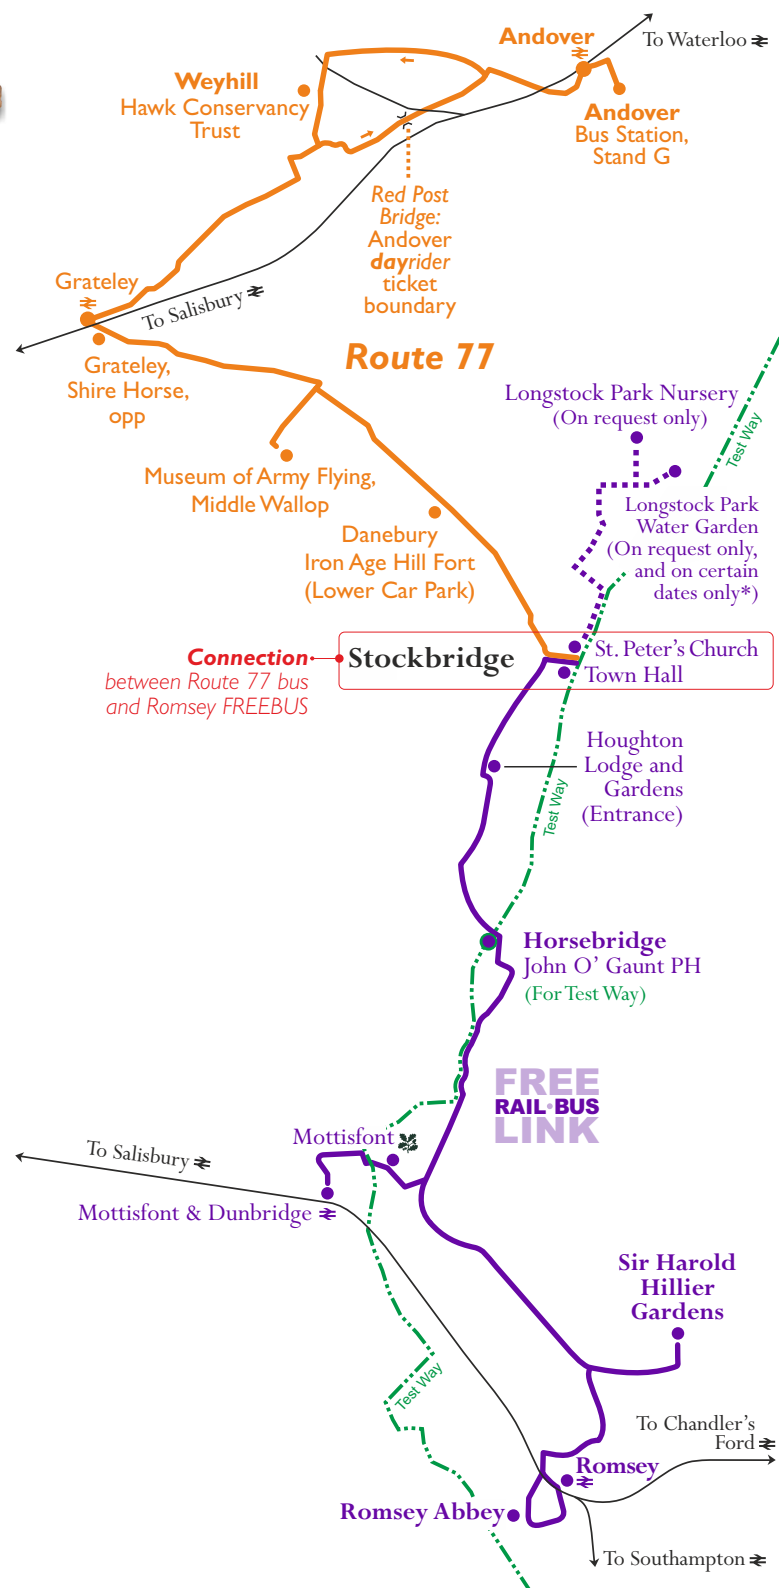 To Waterloo
Andover
Weyhill
Hawk Conservancy
Trust
Andover
Bus Station,
Stand G
Red Post
Bridge:
Andover
dayrider
ticket
boundary
Grateley
To Salisbury
Grateley,
Shire Horse,
opp
Route 77
Longstock Park Nursery
(On request only)
Test Way
Museum of Army Flying,
Middle Wallop
Longstock Park
Water Garden
(On request only,
and on certain
dates only*)
Danebury
Iron Age Hill Fort
(Lower Car Park)
Connection
between Route 77 bus
and Romsey FREEBUS
Stockbridge
St. Peter's Church
Town Hall
Houghton
Lodge and
Gardens
(Entrance)
Test Way
Horsebridge
John O' Gaunt PH
(For Test Way)
FREE
RAIL•BUS
LINK
Mottisfont
To Salisbury
Mottisfont & Dunbridge
Sir Harold
Hillier
Gardens
Test Way
To Chandler's
Ford
Romsey
Romsey Abbey
To Southampton